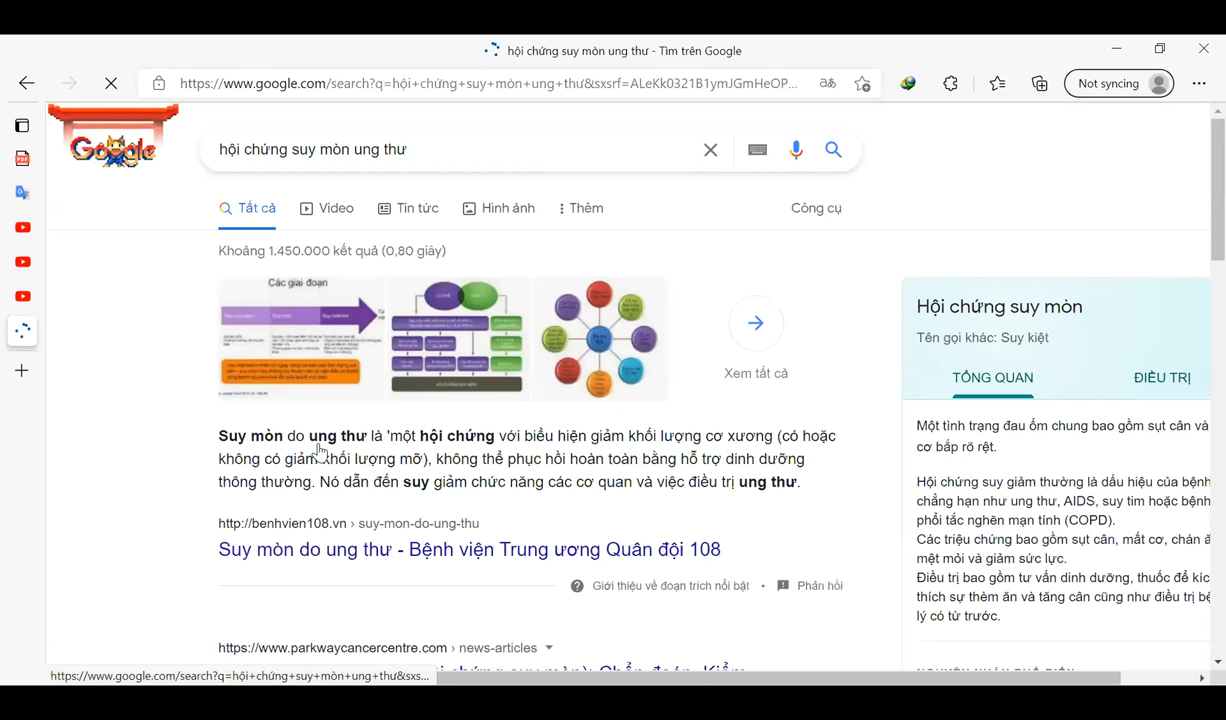 hội chứng suy mòn ung thư - Tìm trên Google
https://www.google.com/search?q=hội+chứng+suy+mòn+ung+thư&sxsrf=ALeKk0321B1ymJGmHeOP...
Not syncing
Google
hội chứng suy mòn ung thư
Tất cả
Video
Tin tức
Hình ảnh
Thêm
Công cụ
Khoảng 1.450.000 kết quả (0,80 giây)
Các giai đoạn
Xem tất cả
Suy mòn do ung thư là 'một hội chứng với biểu hiện giảm khối lượng cơ xương (có hoặc
không có giảm khối lượng mỡ), không thể phục hồi hoàn toàn bằng hỗ trợ dinh dưỡng
thông thường. Nó dẫn đến suy giảm chức năng các cơ quan và việc điều trị ung thư.
http://benhvien108.vn › suy-mon-do-ung-thu
Suy mòn do ung thư - Bệnh viện Trung ương Quân đội 108
Giới thiệu về đoạn trích nổi bật • Phản hồi
https://www.parkwaycancercentre.com › news-articles
Hội chứng suy mòn
Tên gọi khác: Suy kiệt
TỔNG QUAN
ĐIỀU TRỊ
Một tình trạng đau ốm chung bao gồm sụt cân và
cơ bắp rõ rệt.
Hội chứng suy giảm thường là dấu hiệu của bệnh
chẳng hạn như ung thư, AIDS, suy tim hoặc bệnh
phổi tắc nghẽn mạn tính (COPD).
Các triệu chứng bao gồm sụt cân, mất cơ, chán ă
mệt mỏi và giảm sức lực.
Điều trị bao gồm tư vấn dinh dưỡng, thuốc để kíc
thích sự thèm ăn và tăng cân cũng như điều trị bệ
lý có từ trước.
https://www.google.com/search?q=hội+chứng+suy+mòn+ung+thư&sxs...